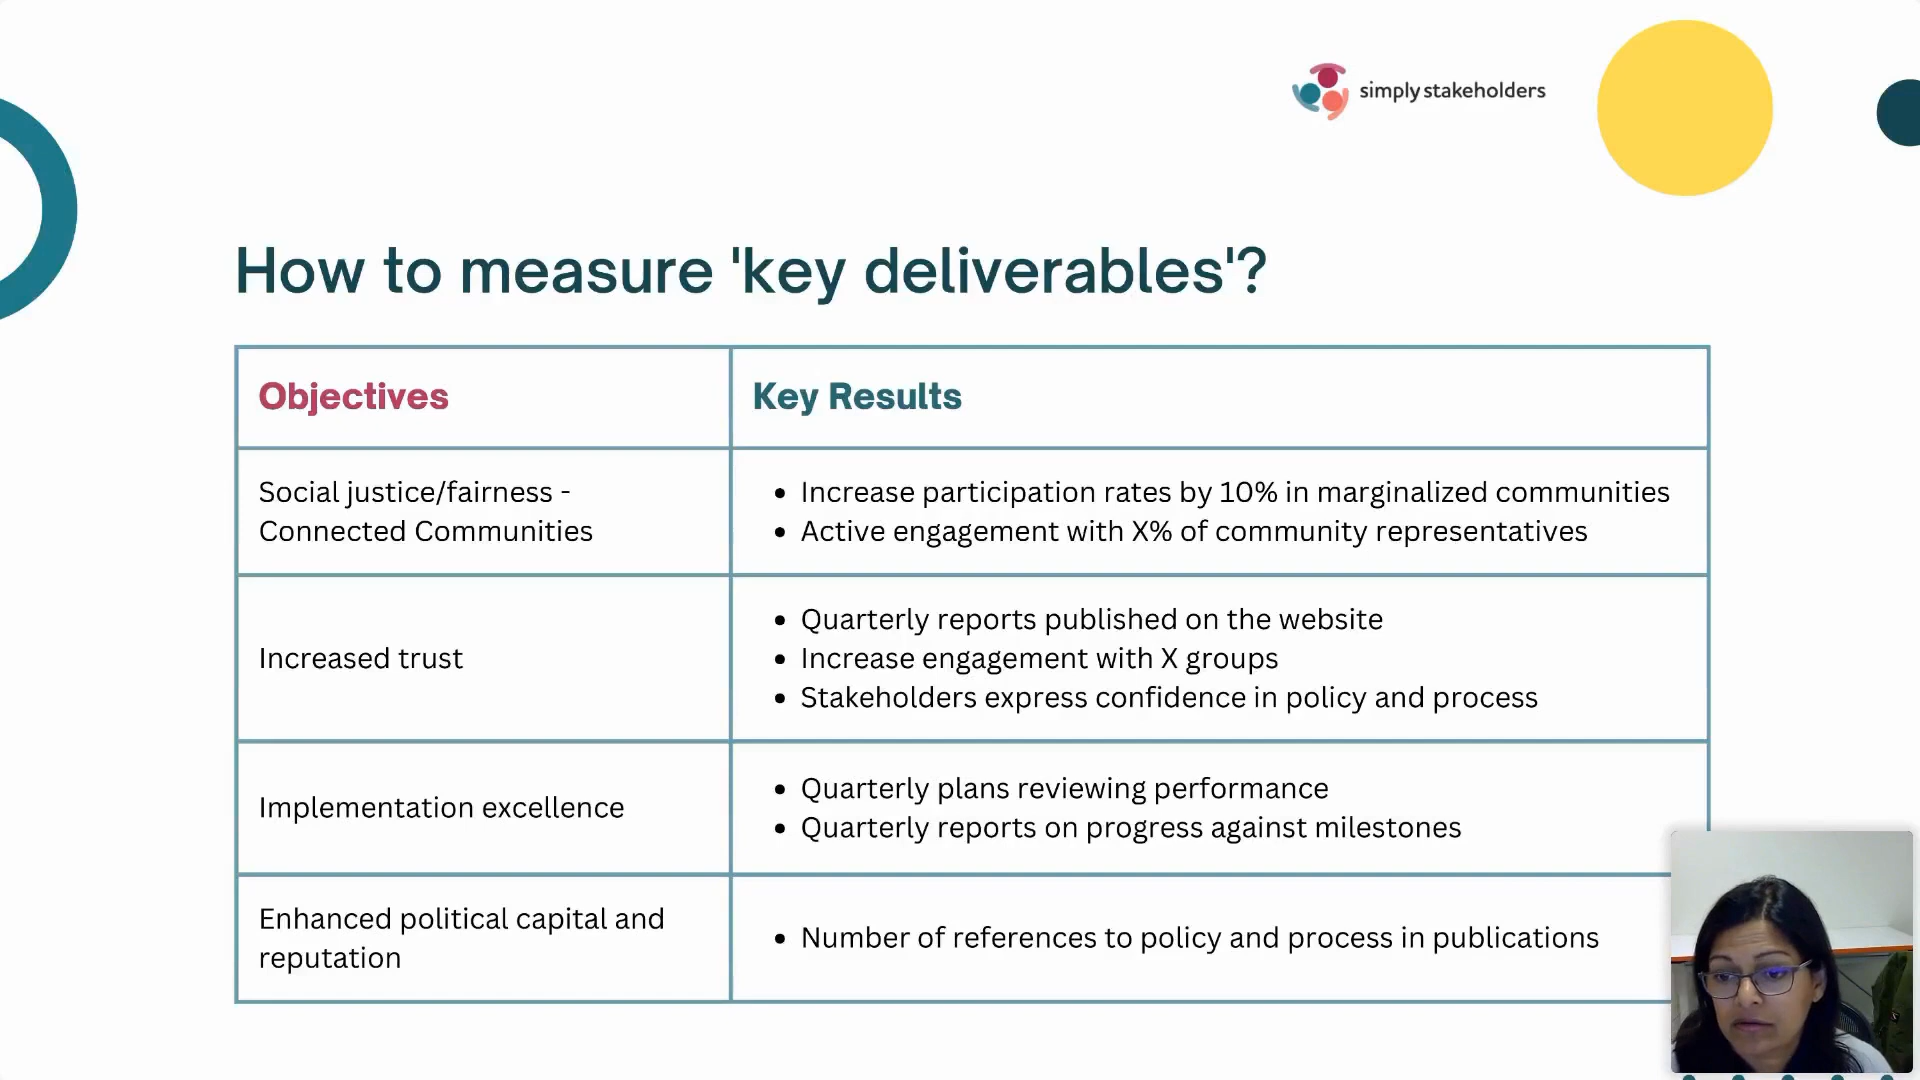 simply stakeholders
How to measure 'key deliverables'?
Objectives
Key Results
Social justice/fairness -
Connected Communities
• Increase participation rates by 10% in marginalized communities
• Active engagement with X% of community representatives
Increased trust
• Quarterly reports published on the website
• Increase engagement with X groups
• Stakeholders express confidence in policy and process
Implementation excellence
• Quarterly plans reviewing performance
• Quarterly reports on progress against milestones
Enhanced political capital and
reputation
• Number of references to policy and process in publications